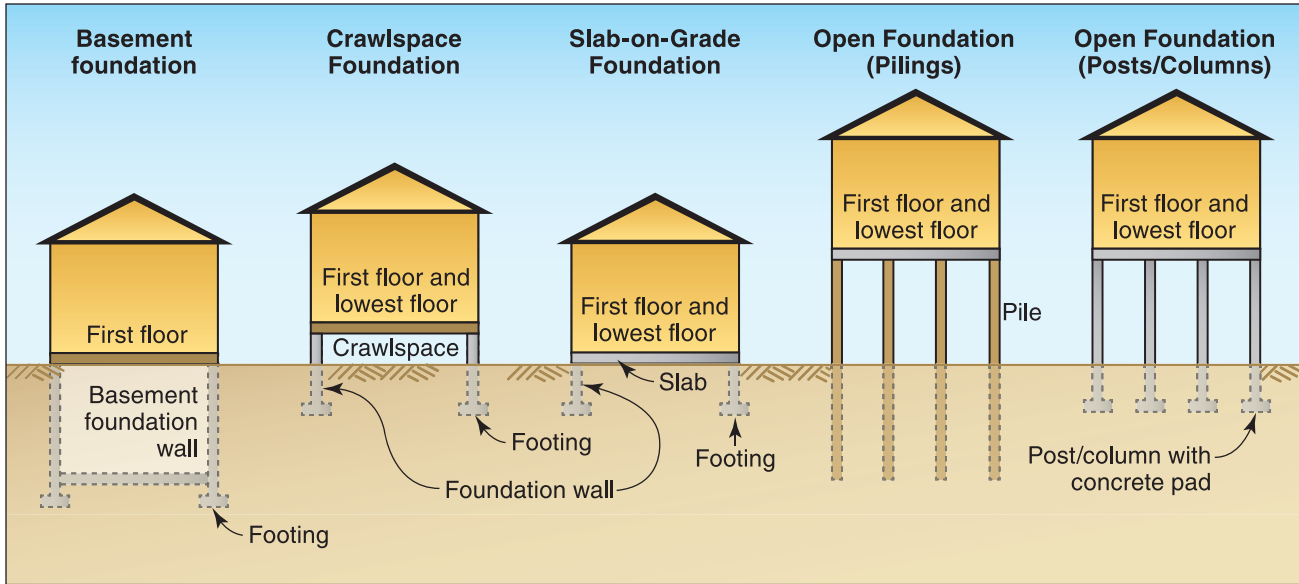 Basement
foundation
Crawlspace
Foundation
Slab-on-Grade
Foundation
Open Foundation
(Pilings)
Open Foundation
(Posts/Columns)
First floor
Basement
foundation
wall
Footing
First floor and
lowest floor
Crawlspace
Footing
Foundation wall
First floor and
lowest floor
Slab
Footing
First floor and
lowest floor
Pile
First floor and
lowest floor
Post/column with
concrete pad